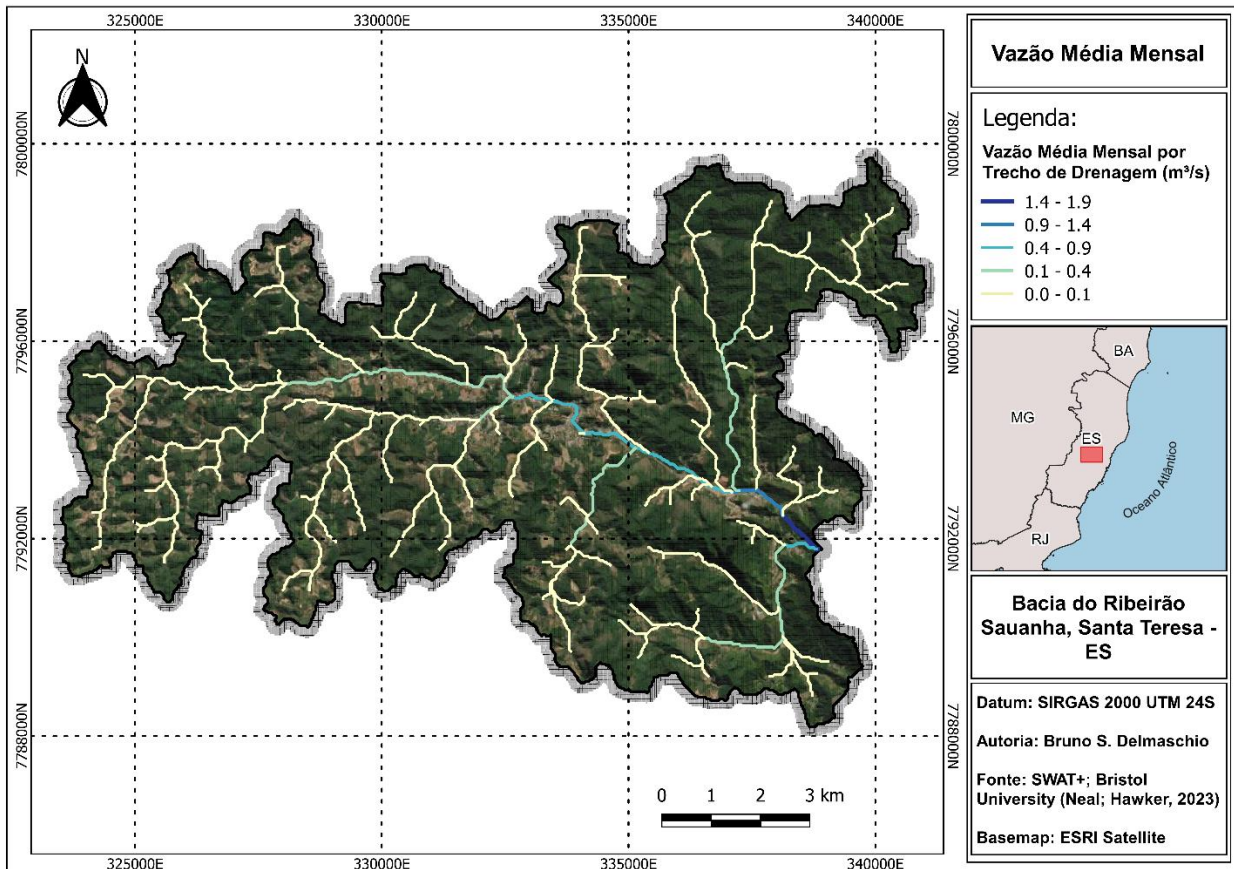 325000E
330000E
335000E
340000E
N
7800000N
7800000N
7796000N
7796000N
7792000N
7792000N
7788000N
7788000N
0 1 2 3 km
325000E
330000E
335000E
340000E
Vazão Média Mensal
Legenda:
Vazão Média Mensal por
Trecho de Drenagem (m³/s)
1.4 - 1.9
0.9 - 1.4
0.4 - 0.9
0.1 - 0.4
0.0 - 0.1
BA
MG
ES
RJ
Oceano Atlântico
Bacia do Ribeirão
Sauanha, Santa Teresa -
ES
Datum: SIRGAS 2000 UTM 24S
Autoria: Bruno S. Delmaschio
Fonte: SWAT+; Bristol
University (Neal; Hawker, 2023)
Basemap: ESRI Satellite